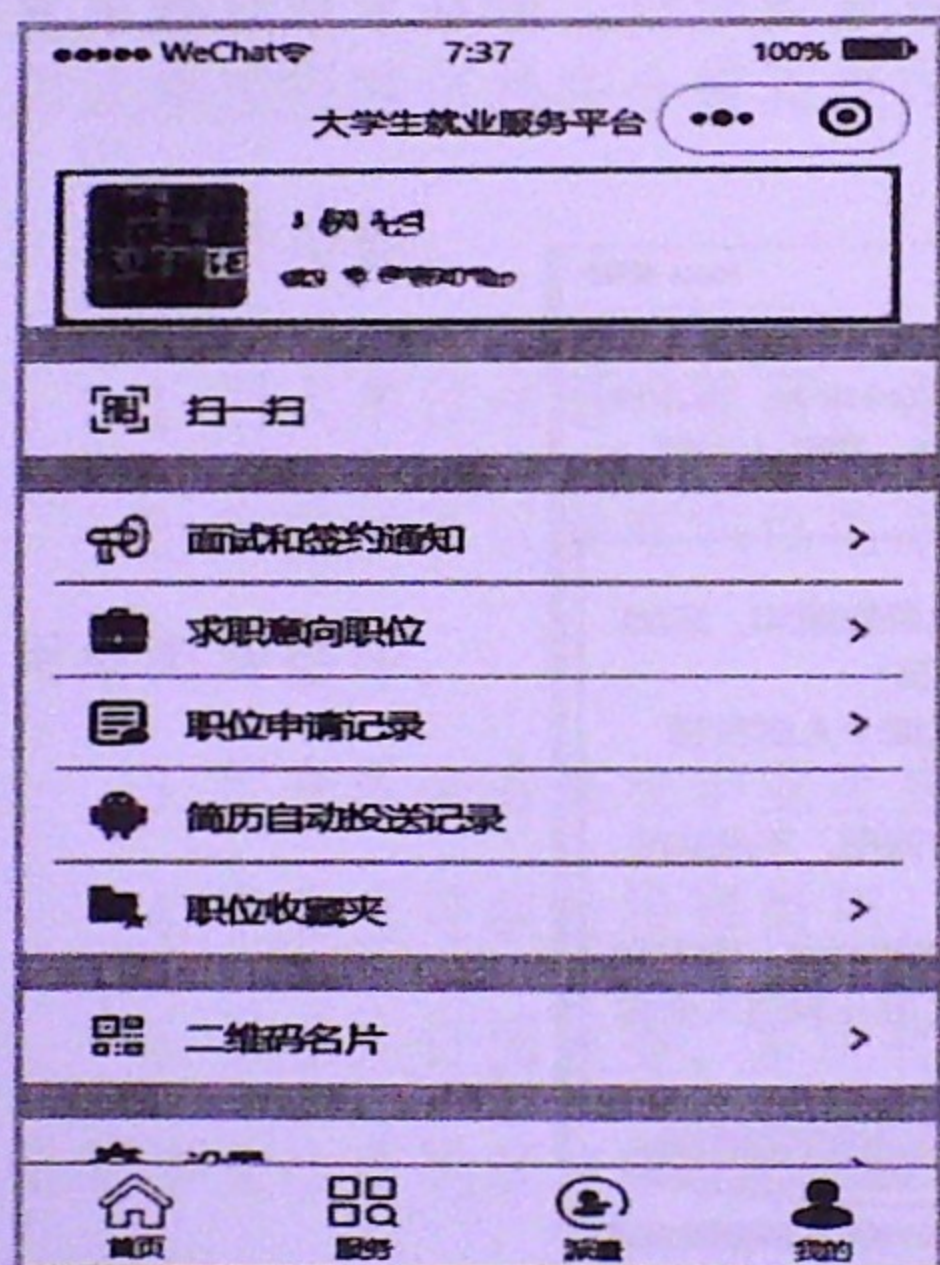 WeChat 7:37 100%
大学生就业服务平台
扫一扫
面试和签约通知
求职意向职位
职位申请记录
简历自动投送记录
职位收藏夹
二维码名片
首页 服务 我的